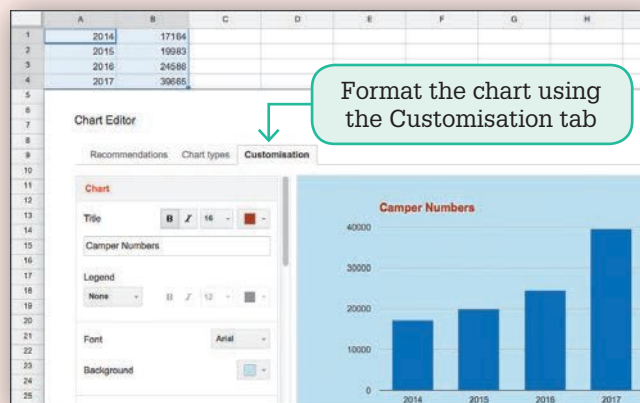 A B C D E F G H
1 2014 17164
2 2015 19983
3 2016 24586
4 2017 39665
5
6
7
8
9
10
11
12
13
14
15
16
17
18
19
20
21
22
23
24
25
Format the chart using
the Customisation tab
Chart Editor
Recommendations Chart types Customisation
Chart
Title B I 16
Camper Numbers
Legend
None B I 12
Font Arial
Background
Camper Numbers
40000
30000
20000
10000
0
2014 2015 2016 2017